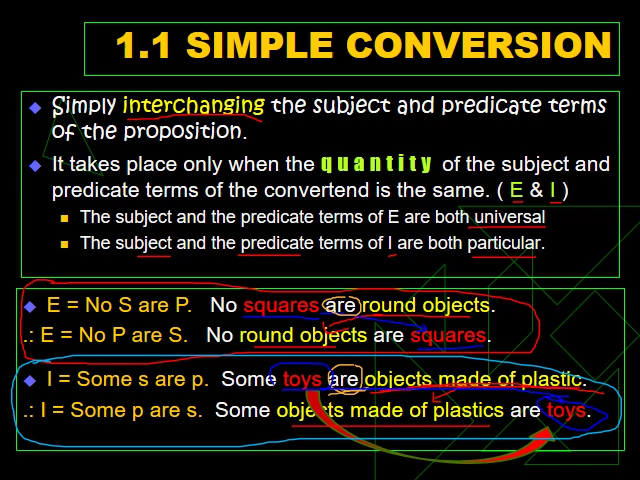 1.1 SIMPLE CONVERSION
Simply interchanging the subject and predicate terms
of the proposition.
It takes place only when the quantity of the subject and
predicate terms of the convertend is the same. ( E & I )
The subject and the predicate terms of E are both universal
The subject and the predicate terms of I are both particular.
E = No S are P. No squares are round objects.
.: E = No P are S. No round objects are squares.
I = Some s are p. Some toys are objects made of plastic.
.: I = Some p are s. Some objects made of plastics are toys.